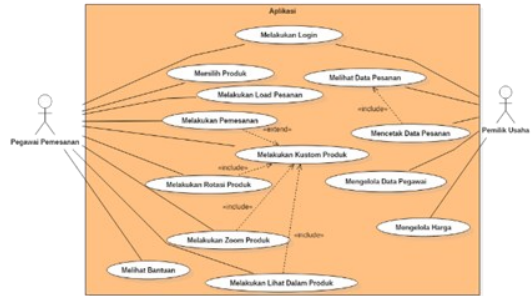 Aplikasi
Melakukan Login
Memilih Produk
Melihat Data Pesanan
Melakukan Load Pesanan
Melakukan Pemesanan
«include»
«extend»
Mencetak Data Pesanan
Pegawai Pemesanan
Pemilik Usaha
Melakukan Kustom Produk
«include»
Melakukan Rotasi Produk
Mengelola Data Pegawai
«include»
Mengelola Harga
«include»
Melakukan Zoom Produk
Melihat Bantuan
Melakukan Lihat Dalam Produk